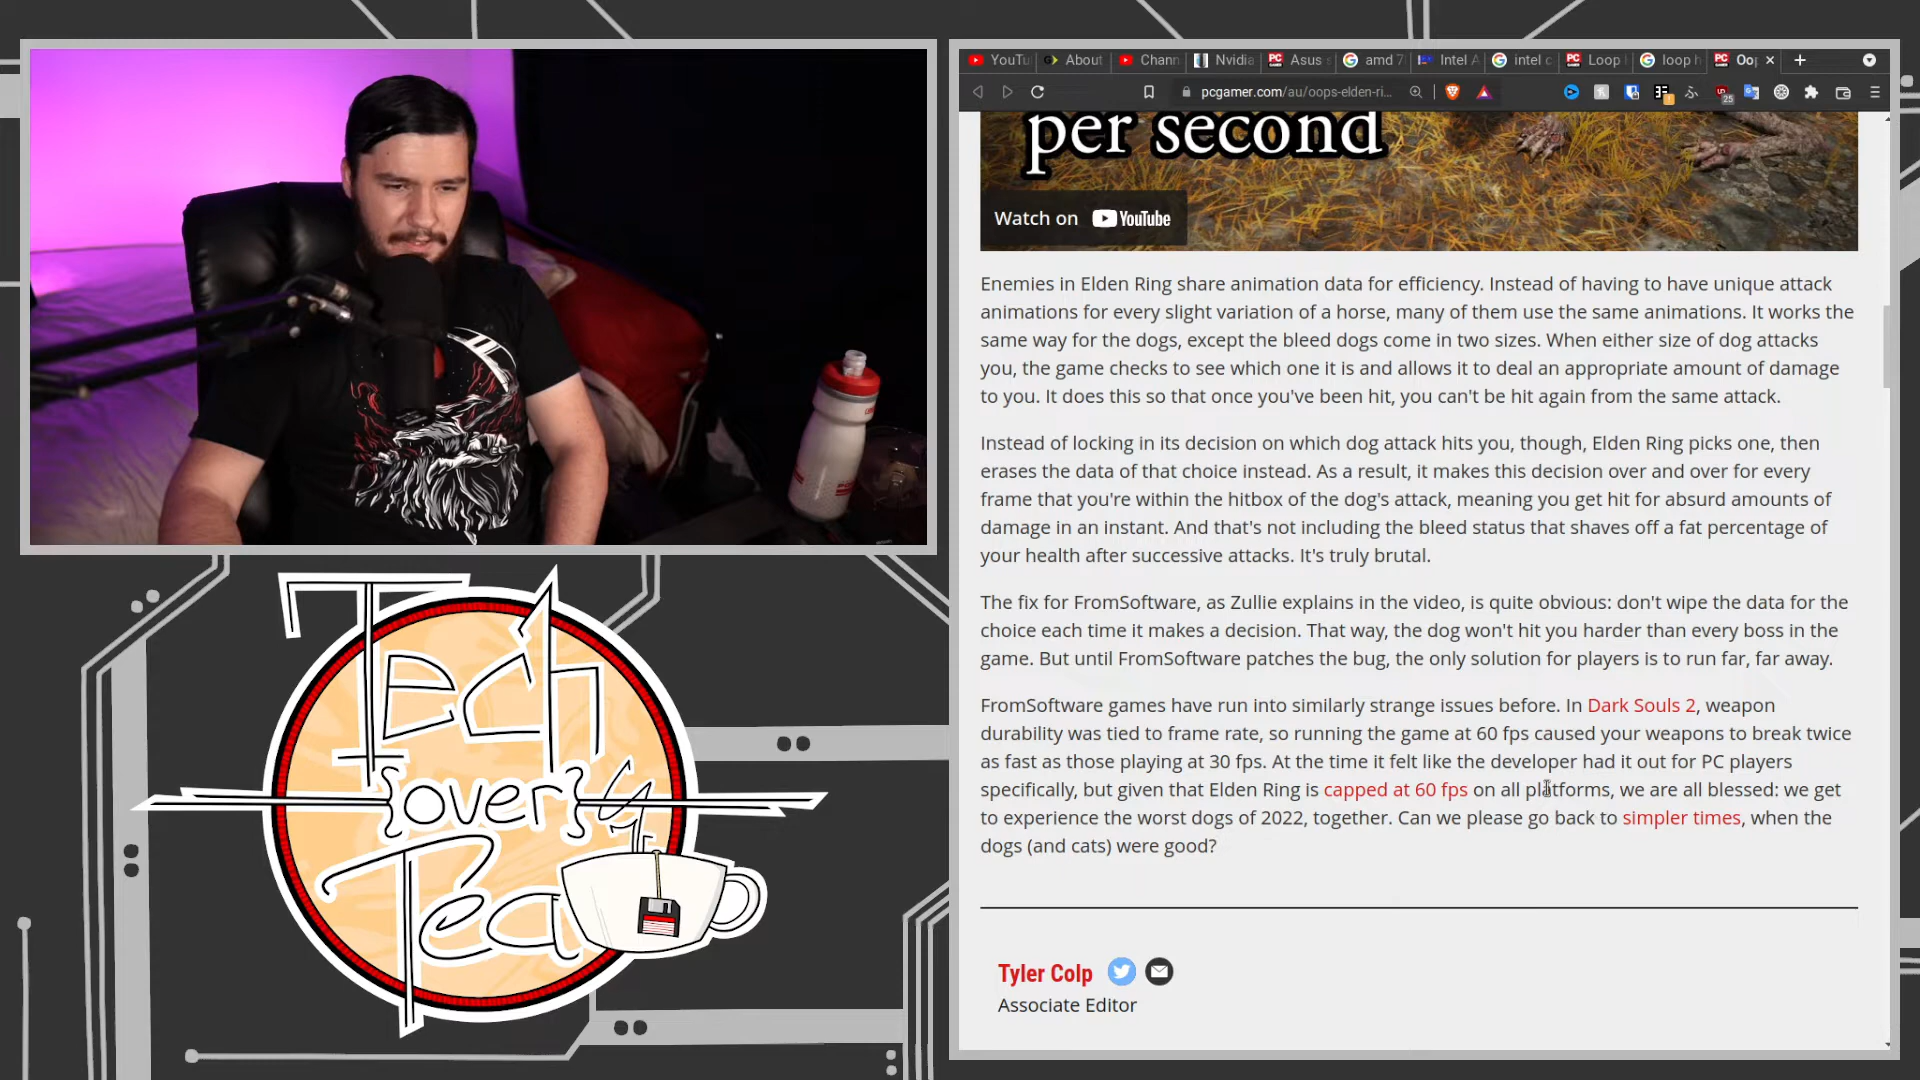 YouTu
About
Chann
Nvidia
Asus
amd 7
Intel A
intel c
Loop
loop h
Oo
pcgamer.com/au/oops-elden-ri...
25
per second
Watch on YouTube
Enemies in Elden Ring share animation data for efficiency. Instead of having to have unique attack
animations for every slight variation of a horse, many of them use the same animations. It works the
same way for the dogs, except the bleed dogs come in two sizes. When either size of dog attacks
you, the game checks to see which one it is and allows it to deal an appropriate amount of damage
to you. It does this so that once you've been hit, you can't be hit again from the same attack.
Instead of locking in its decision on which dog attack hits you, though, Elden Ring picks one, then
erases the data of that choice instead. As a result, it makes this decision over and over for every
frame that you're within the hitbox of the dog's attack, meaning you get hit for absurd amounts of
damage in an instant. And that's not including the bleed status that shaves off a fat percentage of
your health after successive attacks. It's truly brutal.
The fix for FromSoftware, as Zullie explains in the video, is quite obvious: don't wipe the data for the
choice each time it makes a decision. That way, the dog won't hit you harder than every boss in the
game. But until FromSoftware patches the bug, the only solution for players is to run far, far away.
FromSoftware games have run into similarly strange issues before. In Dark Souls 2, weapon
durability was tied to frame rate, so running the game at 60 fps caused your weapons to break twice
as fast as those playing at 30 fps. At the time it felt like the developer had it out for PC players
specifically, but given that Elden Ring is capped at 60 fps on all platforms, we are all blessed: we get
to experience the worst dogs of 2022, together. Can we please go back to simpler times, when the
dogs (and cats) were good?
Tyler Colp
Associate Editor
Tech
{over}
Tea